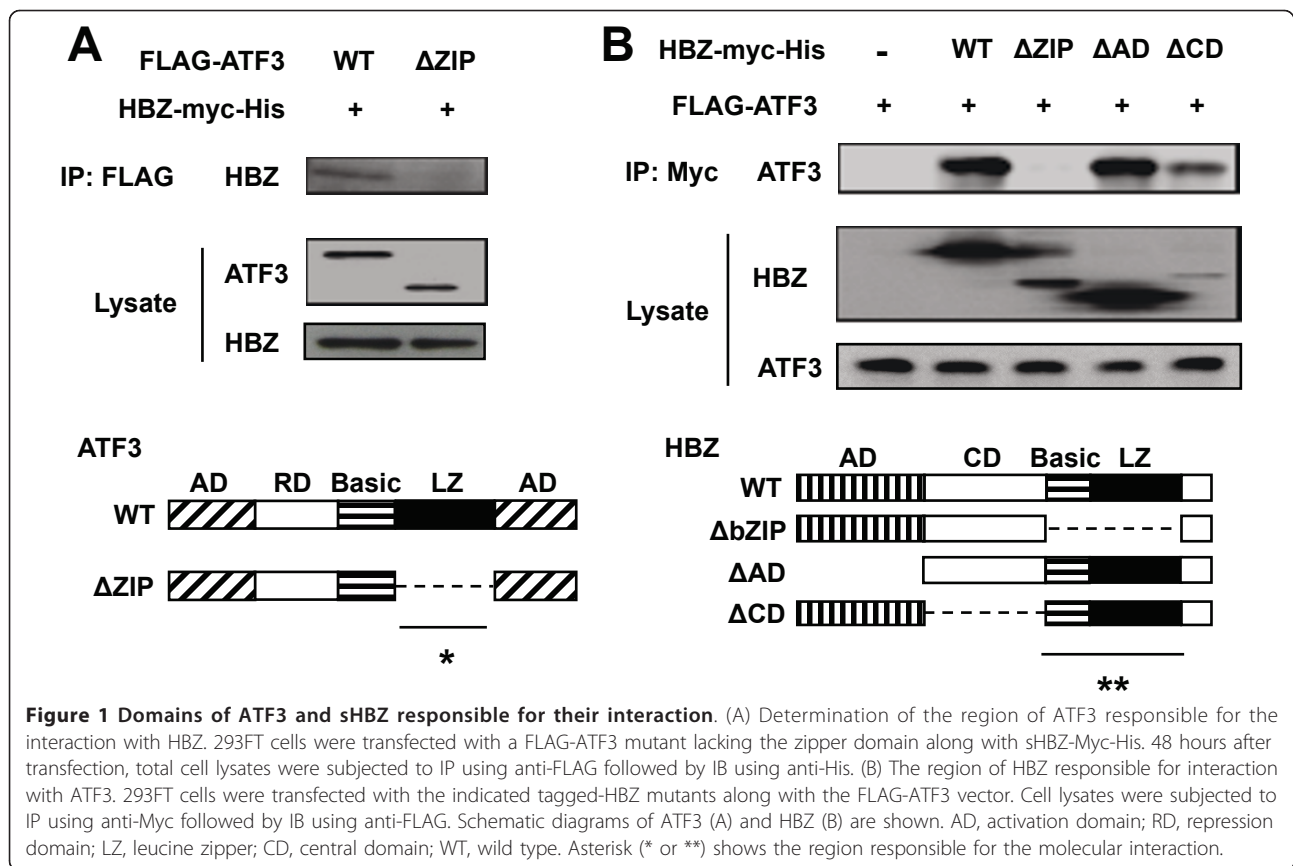 A
FLAG-ATF3 WT ΔZIP
HBZ-myc-His + +
IP: FLAG HBZ
Lysate
ATF3
HBZ
ATF3
AD RD Basic LZ AD
WT
ΔZIP
*
B
HBZ-myc-His - WT ΔZIP ΔAD ΔCD
FLAG-ATF3 + + + + +
IP: Myc ATF3
Lysate
HBZ
ATF3
HBZ
AD CD Basic LZ
WT
ΔbZIP
ΔAD
ΔCD
**
Figure 1 Domains of ATF3 and sHBZ responsible for their interaction. (A) Determination of the region of ATF3 responsible for the
interaction with HBZ. 293FT cells were transfected with a FLAG-ATF3 mutant lacking the zipper domain along with sHBZ-Myc-His. 48 hours after
transfection, total cell lysates were subjected to IP using anti-FLAG followed by IB using anti-His. (B) The region of HBZ responsible for interaction
with ATF3. 293FT cells were transfected with the indicated tagged-HBZ mutants along with the FLAG-ATF3 vector. Cell lysates were subjected to
IP using anti-Myc followed by IB using anti-FLAG. Schematic diagrams of ATF3 (A) and HBZ (B) are shown. AD, activation domain; RD, repression
domain; LZ, leucine zipper; CD, central domain; WT, wild type. Asterisk (* or **) shows the region responsible for the molecular interaction.